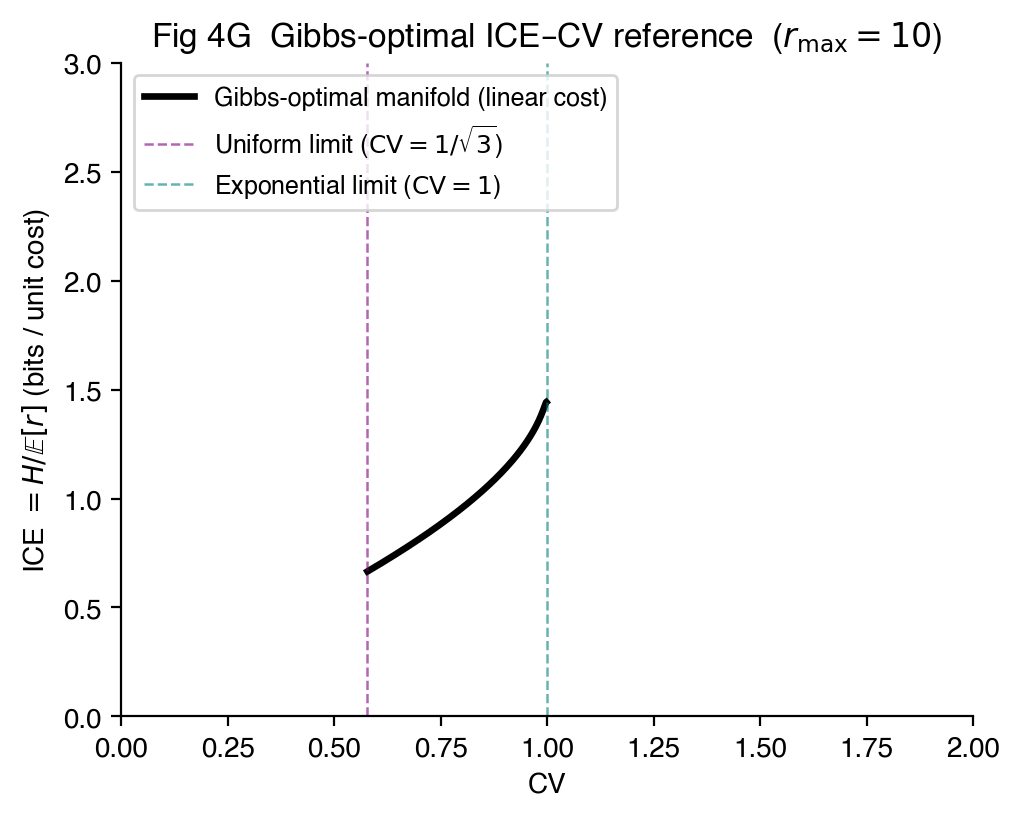 Fig 4G Gibbs-optimal ICE–CV reference (r_max = 10)
Gibbs-optimal manifold (linear cost)
Uniform limit (CV = 1/√3)
Exponential limit (CV = 1)
ICE = H/𝔼[r] (bits / unit cost)
3.0
2.5
2.0
1.5
1.0
0.5
0.0
0.00 0.25 0.50 0.75 1.00 1.25 1.50 1.75 2.00
CV